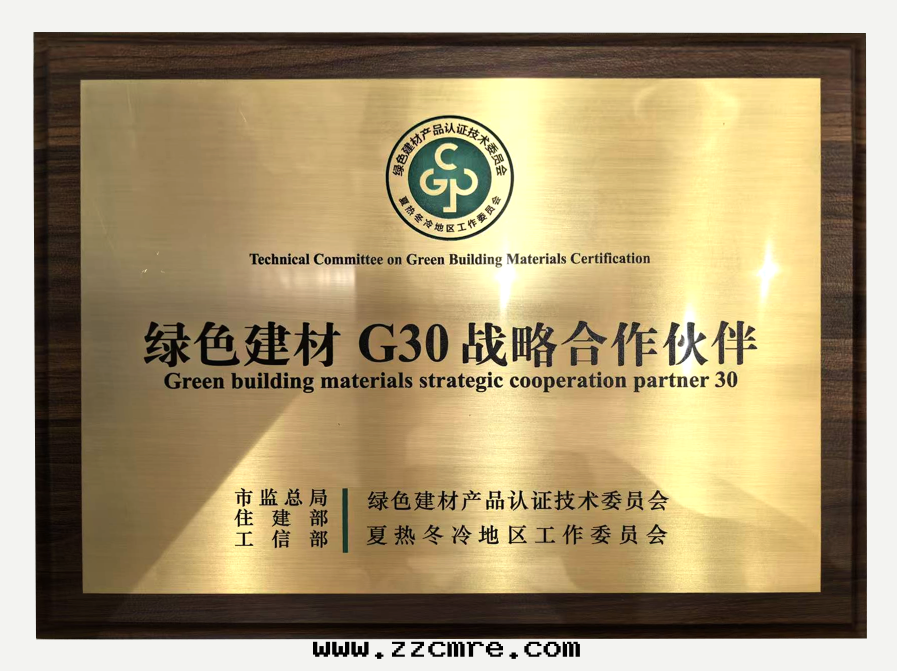 绿色建材产品认证技术委员会
CGP
夏热冬冷地区工作委员会
Technical Committee on Green Building Materials Certification
绿色建材 G30 战略合作伙伴
Green building materials strategic cooperation partner 30
市监总局
住建部
工信部
绿色建材产品认证技术委员会
夏热冬冷地区工作委员会
www.zzcmre.com